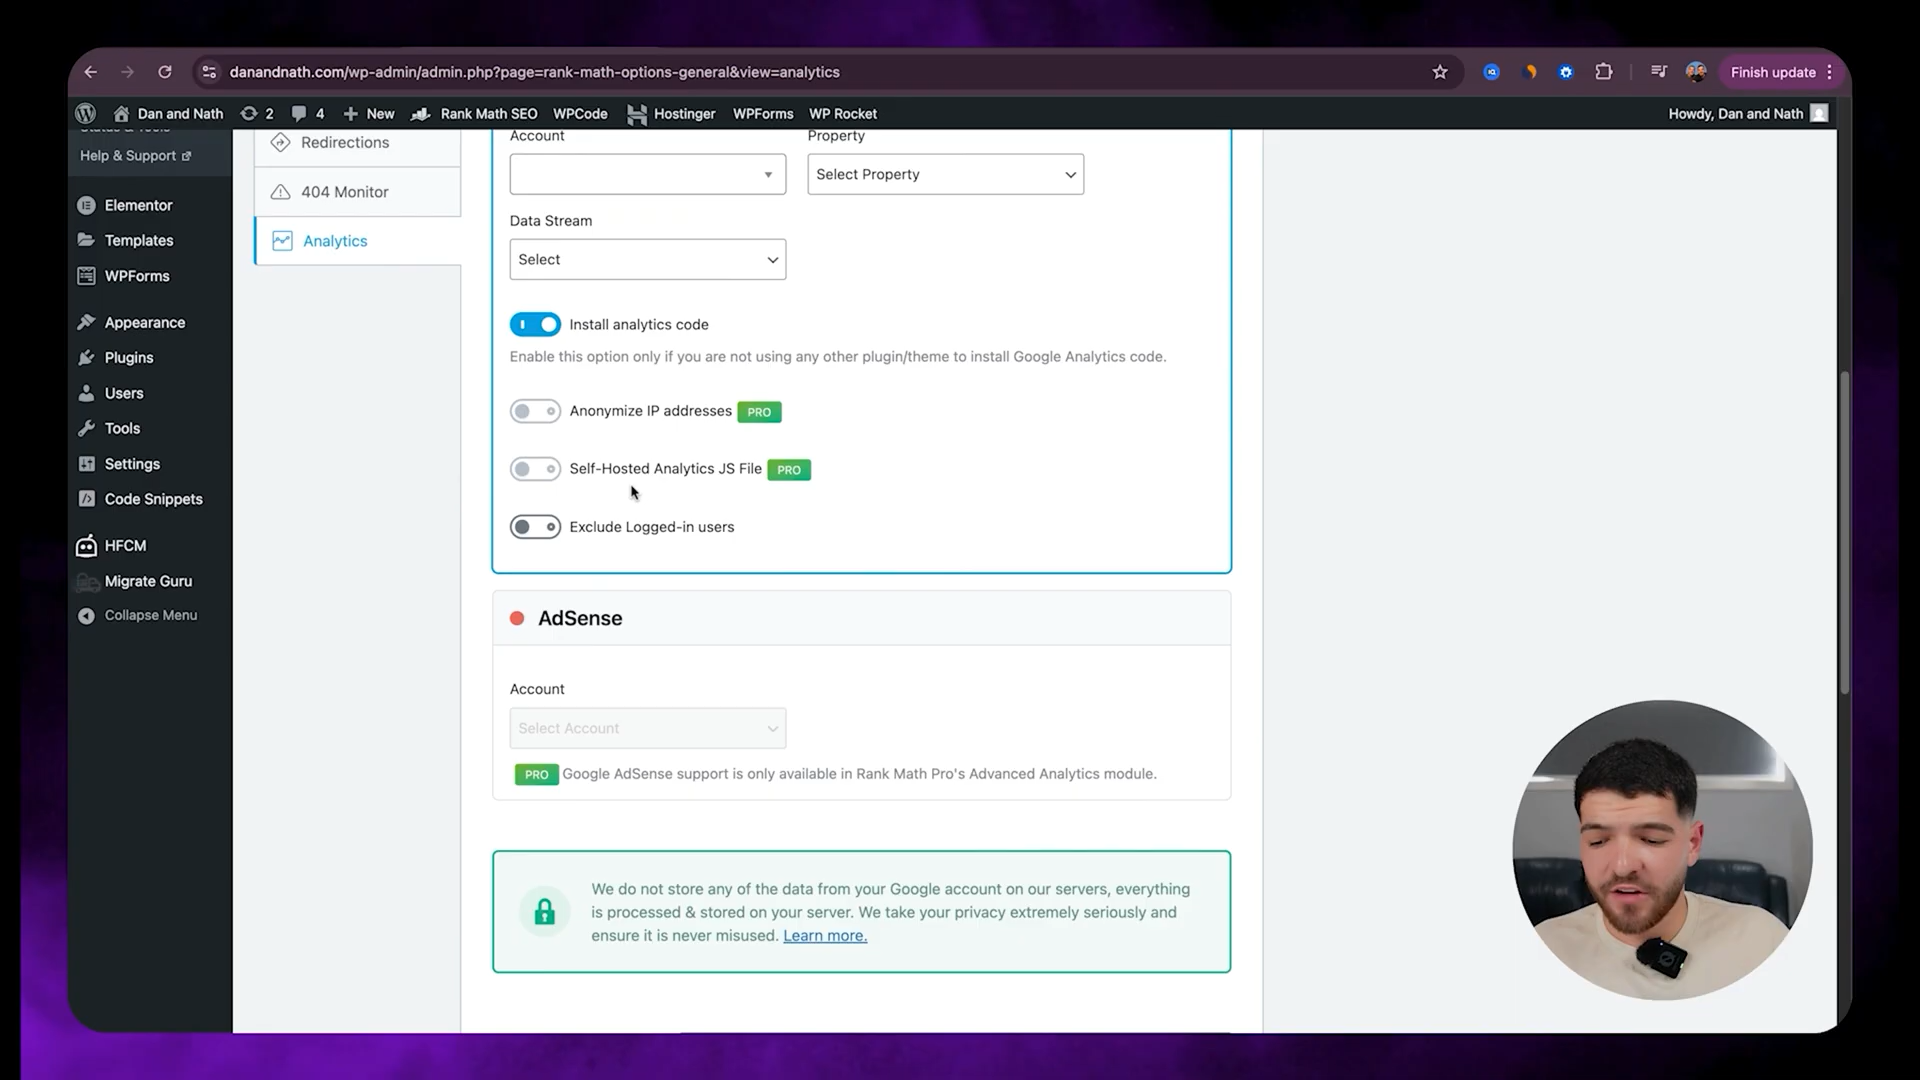 danandnath.com/wp-admin/admin.php?page=rank-math-options-general&view=analytics
Finish update
Dan and Nath
2
4
New
Rank Math SEO
WPCode
Hostinger
WPForms
WP Rocket
Howdy, Dan and Nath
Status & Tools
Help & Support
Elementor
Templates
WPForms
Appearance
Plugins
Users
Tools
Settings
Code Snippets
HFCM
Migrate Guru
Collapse Menu
Redirections
404 Monitor
Analytics
Account
Property
Select Property
Data Stream
Select
Install analytics code
Enable this option only if you are not using any other plugin/theme to install Google Analytics code.
Anonymize IP addresses PRO
Self-Hosted Analytics JS File PRO
Exclude Logged-in users
AdSense
Account
Select Account
PRO Google AdSense support is only available in Rank Math Pro's Advanced Analytics module.
We do not store any of the data from your Google account on our servers, everything
is processed & stored on your server. We take your privacy extremely seriously and
ensure it is never misused. Learn more.